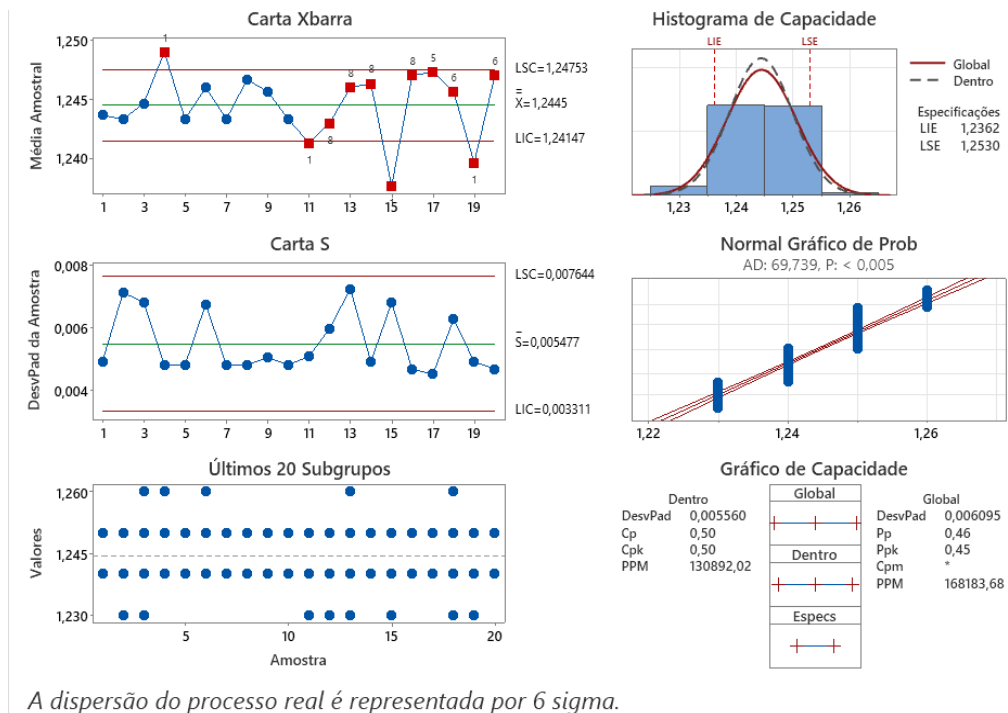 Carta Xbarra
Média Amostral
1,250
1,245
1,240
1
8
8
8
5
6
6
1
8
1
LSC=1,24753
=
X=1,2445
LIC=1,24147
1 3 5 7 9 11 13 15 17 19
Histograma de Capacidade
LIE LSE
Global
Dentro
Especificações
LIE 1,2362
LSE 1,2530
1,23 1,24 1,25 1,26
Carta S
DesvPad da Amostra
0,008
0,006
0,004
LSC=0,007644
_
S=0,005477
LIC=0,003311
1 3 5 7 9 11 13 15 17 19
Normal Gráfico de Prob
AD: 69,739, P: < 0,005
1,22 1,24 1,26
Últimos 20 Subgrupos
Valores
1,260
1,245
1,230
5 10 15 20
Amostra
Gráfico de Capacidade
Dentro
DesvPad 0,005560
Cp 0,50
Cpk 0,50
PPM 130892,02
Global
Dentro
Especs
Global
DesvPad 0,006095
Pp 0,46
Ppk 0,45
Cpm *
PPM 168183,68
A dispersão do processo real é representada por 6 sigma.